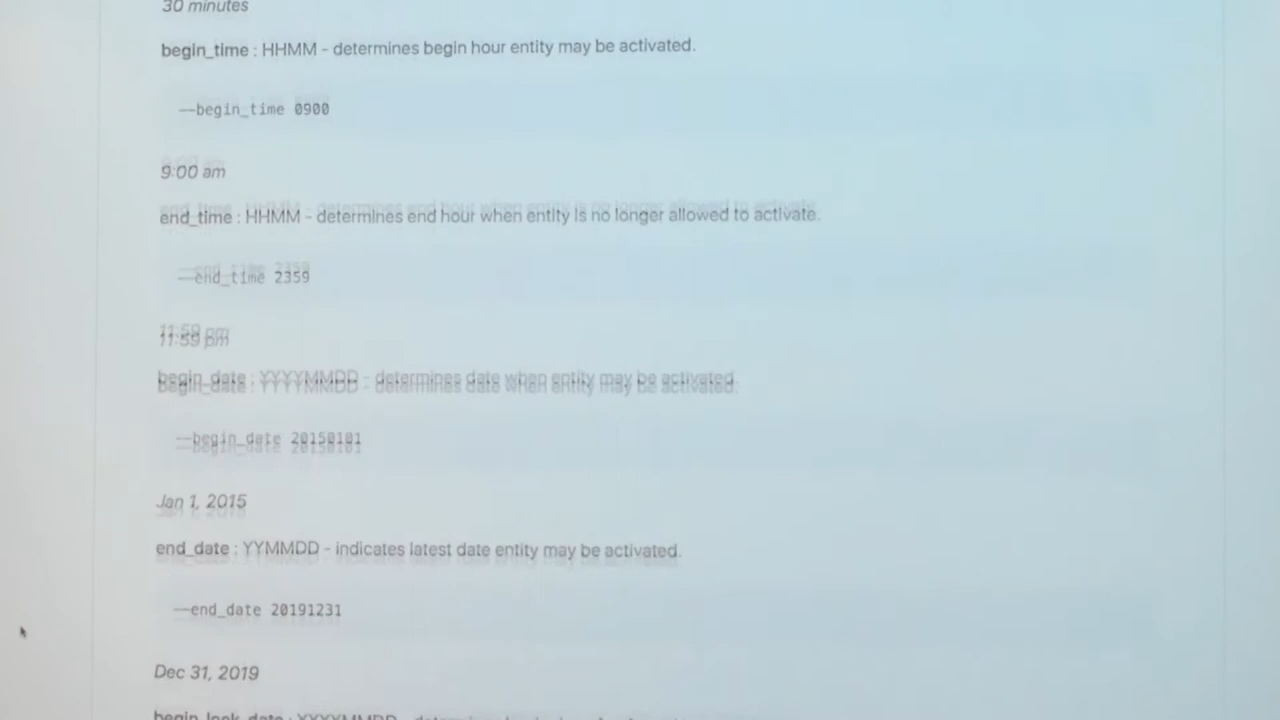 30 minutes
begin_time : HHMM - determines begin hour entity may be activated.
--begin_time 0900
9:00 am
end_time : HHMM - determines end hour when entity is no longer allowed to activate.
--end_time 2359
11:59 pm
begin_date : YYYYMMDD - determines date when entity may be activated.
--begin_date 20150101
Jan 1, 2015
end_date : YYMMDD - indicates latest date entity may be activated.
--end_date 20191231
Dec 31, 2019
begin_look_date : YYYYMMDD - determines